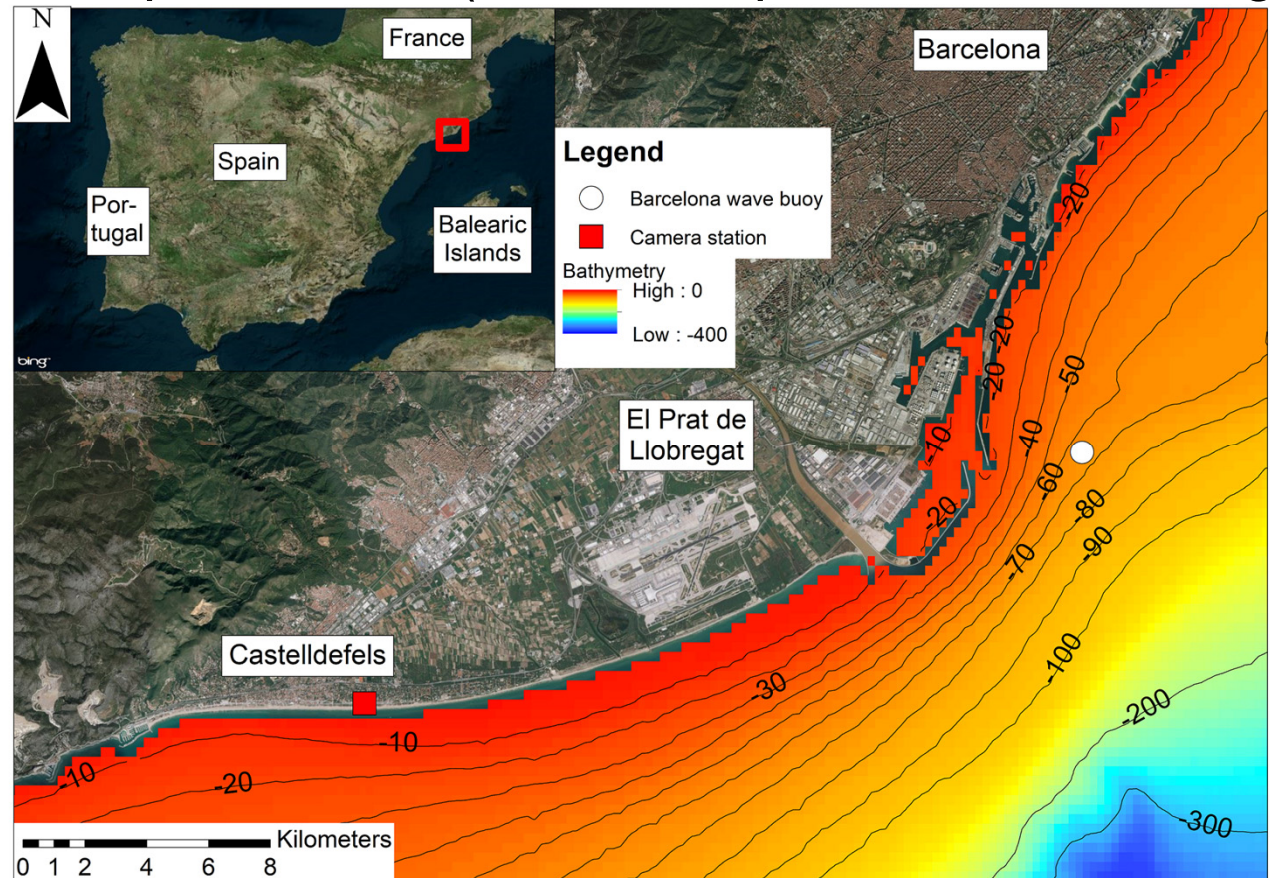 N
France
Spain
Por-
tugal
Balearic
Islands
bing
Barcelona
Legend
Barcelona wave buoy
Camera station
Bathymetry
High : 0
Low : -400
El Prat de
Llobregat
Castelldefels
-20
-20
-20
-50
-40
-10
-60
-80
-20
-90
-70
-100
-30
-200
-10
-10
-20
-300
Kilometers
0 1 2 4 6 8